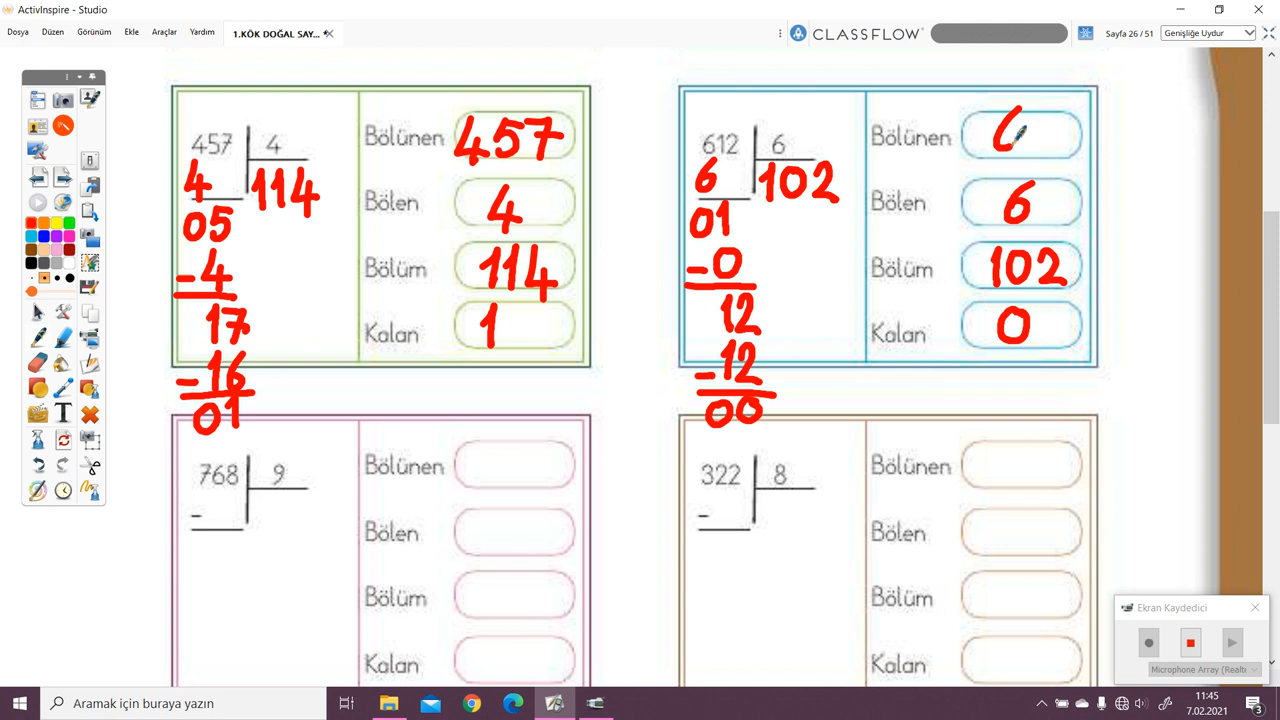 ActivInspire - Studio
Dosya Düzen Görünüm Ekle Araçlar Yardım
1.KÖK DOĞAL SAY...*
CLASSFLOW
Sayfa 26 / 51
Genişliğe Uydur
457 4
4 114
05
-4
17
-16
01
Bölünen 457
Bölen 4
Bölüm 114
Kalan 1
612 6
6 102
01
-0
12
-12
00
Bölünen
Bölen 6
Bölüm 102
Kalan 0
768 9
-
Bölünen
Bölen
Bölüm
Kalan
322 8
-
Bölünen
Bölen
Bölüm
Kalan
Ekran Kaydedici
Microphone Array (Realt
Aramak için buraya yazın
11:45
7.02.2021
3